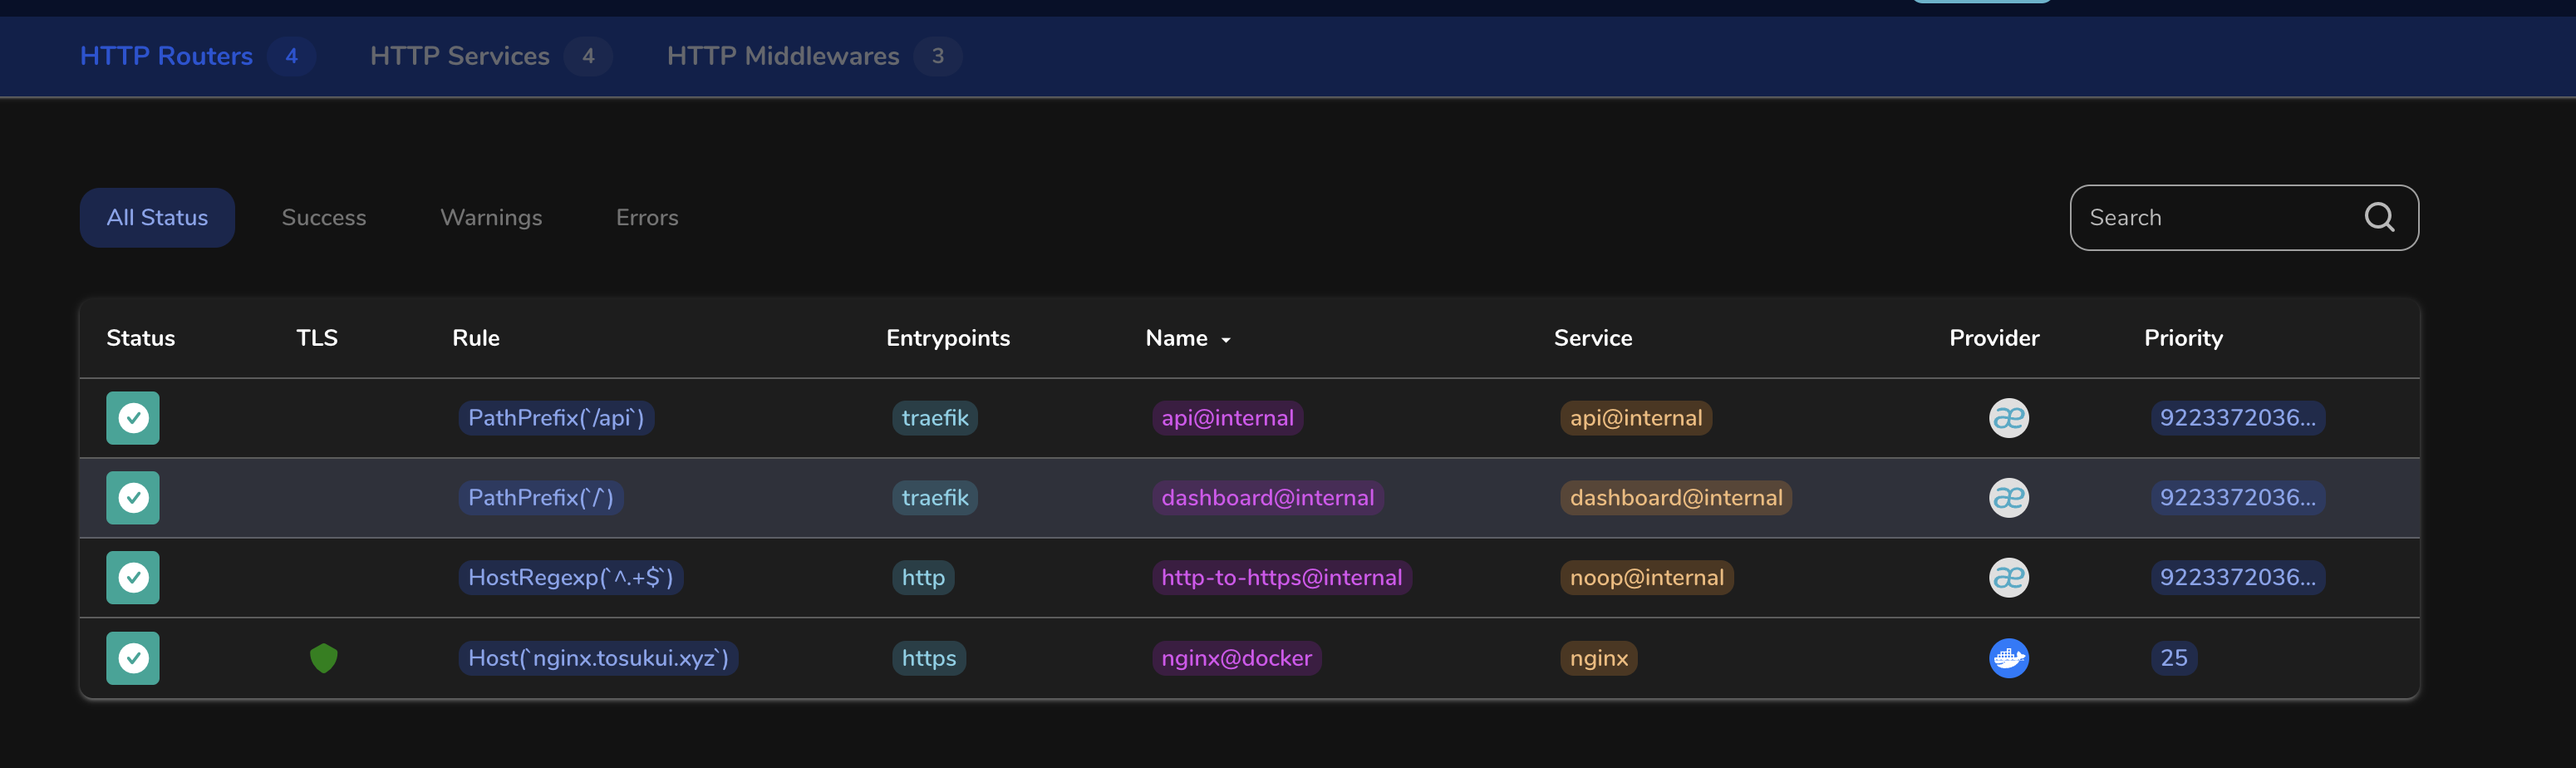 HTTP Routers 4 HTTP Services 4 HTTP Middlewares 3
All Status Success Warnings Errors Search
Status TLS Rule Entrypoints Name Service Provider Priority
PathPrefix(`/api`) traefik api@internal api@internal 9223372036...
PathPrefix(`/`) traefik dashboard@internal dashboard@internal 9223372036...
HostRegexp(`^.+$`) http http-to-https@internal noop@internal 9223372036...
Host(`nginx.tosukui.xyz`) https nginx@docker nginx 25